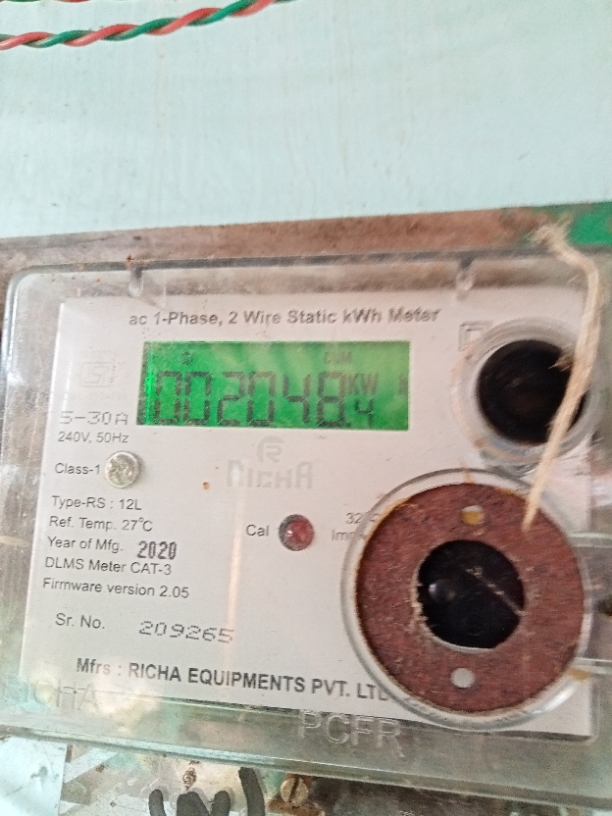 ac 1-Phase, 2 Wire Static kWh Meter
CUM
002048.4 KW
5-30A
240V, 50Hz
Class-1
RICHA
Type-RS : 12L
Ref. Temp. 27°C
Cal
Year of Mfg. 2020
DLMS Meter CAT-3
Firmware version 2.05
Sr. No. 209265
Mfrs : RICHA EQUIPMENTS PVT. LTD
RICHA
PCFR
(N)